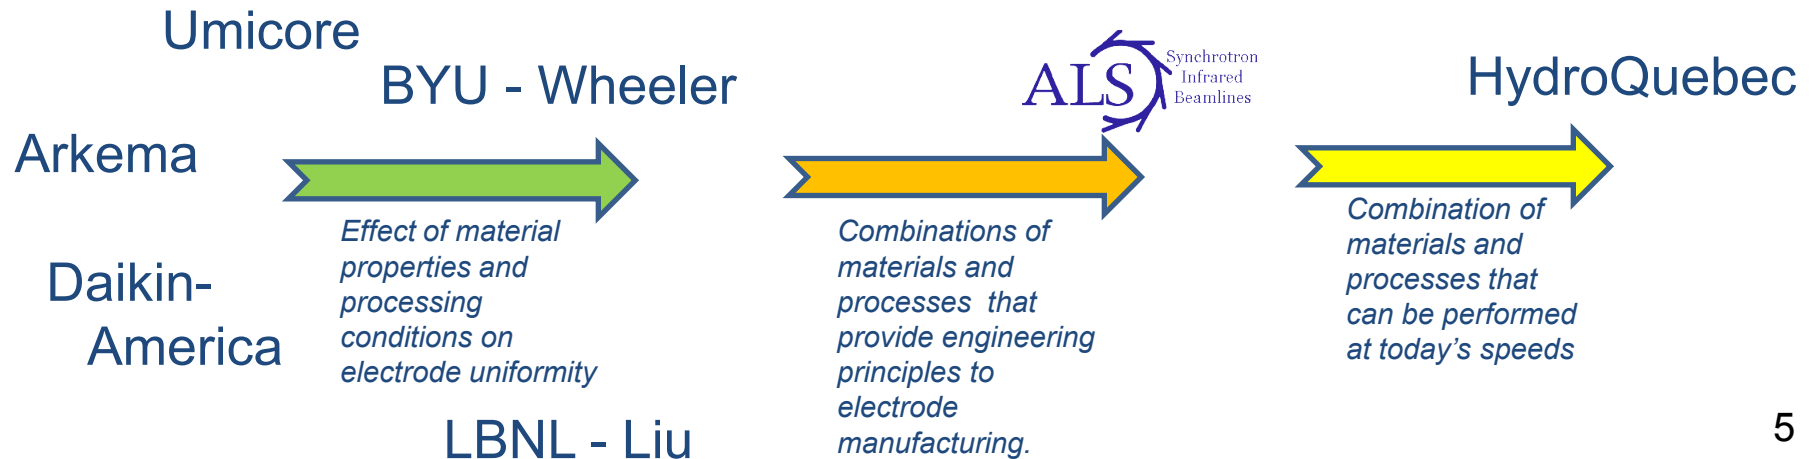 Umicore
BYU - Wheeler
Arkema
Daikin-
America
Effect of material
properties and
processing
conditions on
electrode uniformity
LBNL - Liu
ALS
Synchrotron
Infrared
Beamlines
Combinations of
materials and
processes  that
provide engineering
principles to
electrode
manufacturing.
HydroQuebec
Combination of
materials and
processes that
can be performed
at today’s speeds
5